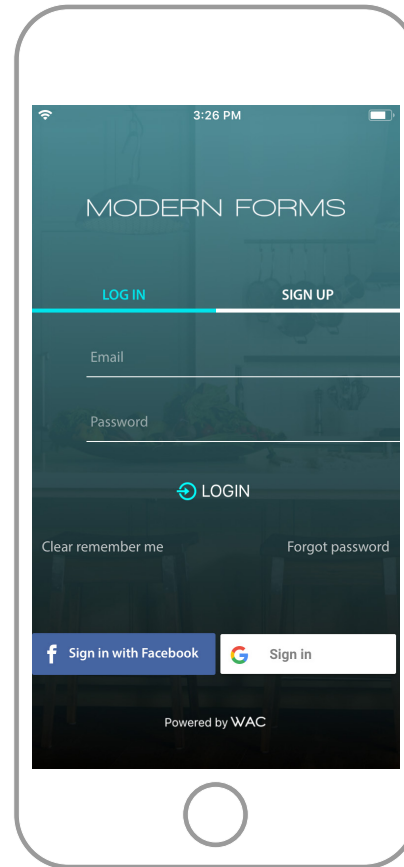 3:26 PM
MODERN FORMS
LOG IN SIGN UP
Email
Password
LOGIN
Clear remember me Forgot password
f Sign in with Facebook G Sign in
Powered by WAC